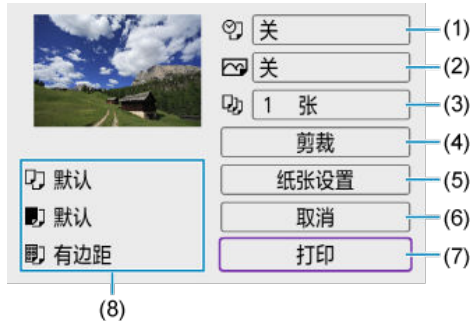 关 (1)
关 (2)
1 张 (3)
剪裁 (4)
默认 纸张设置 (5)
默认 取消 (6)
有边距 打印 (7)
(8)